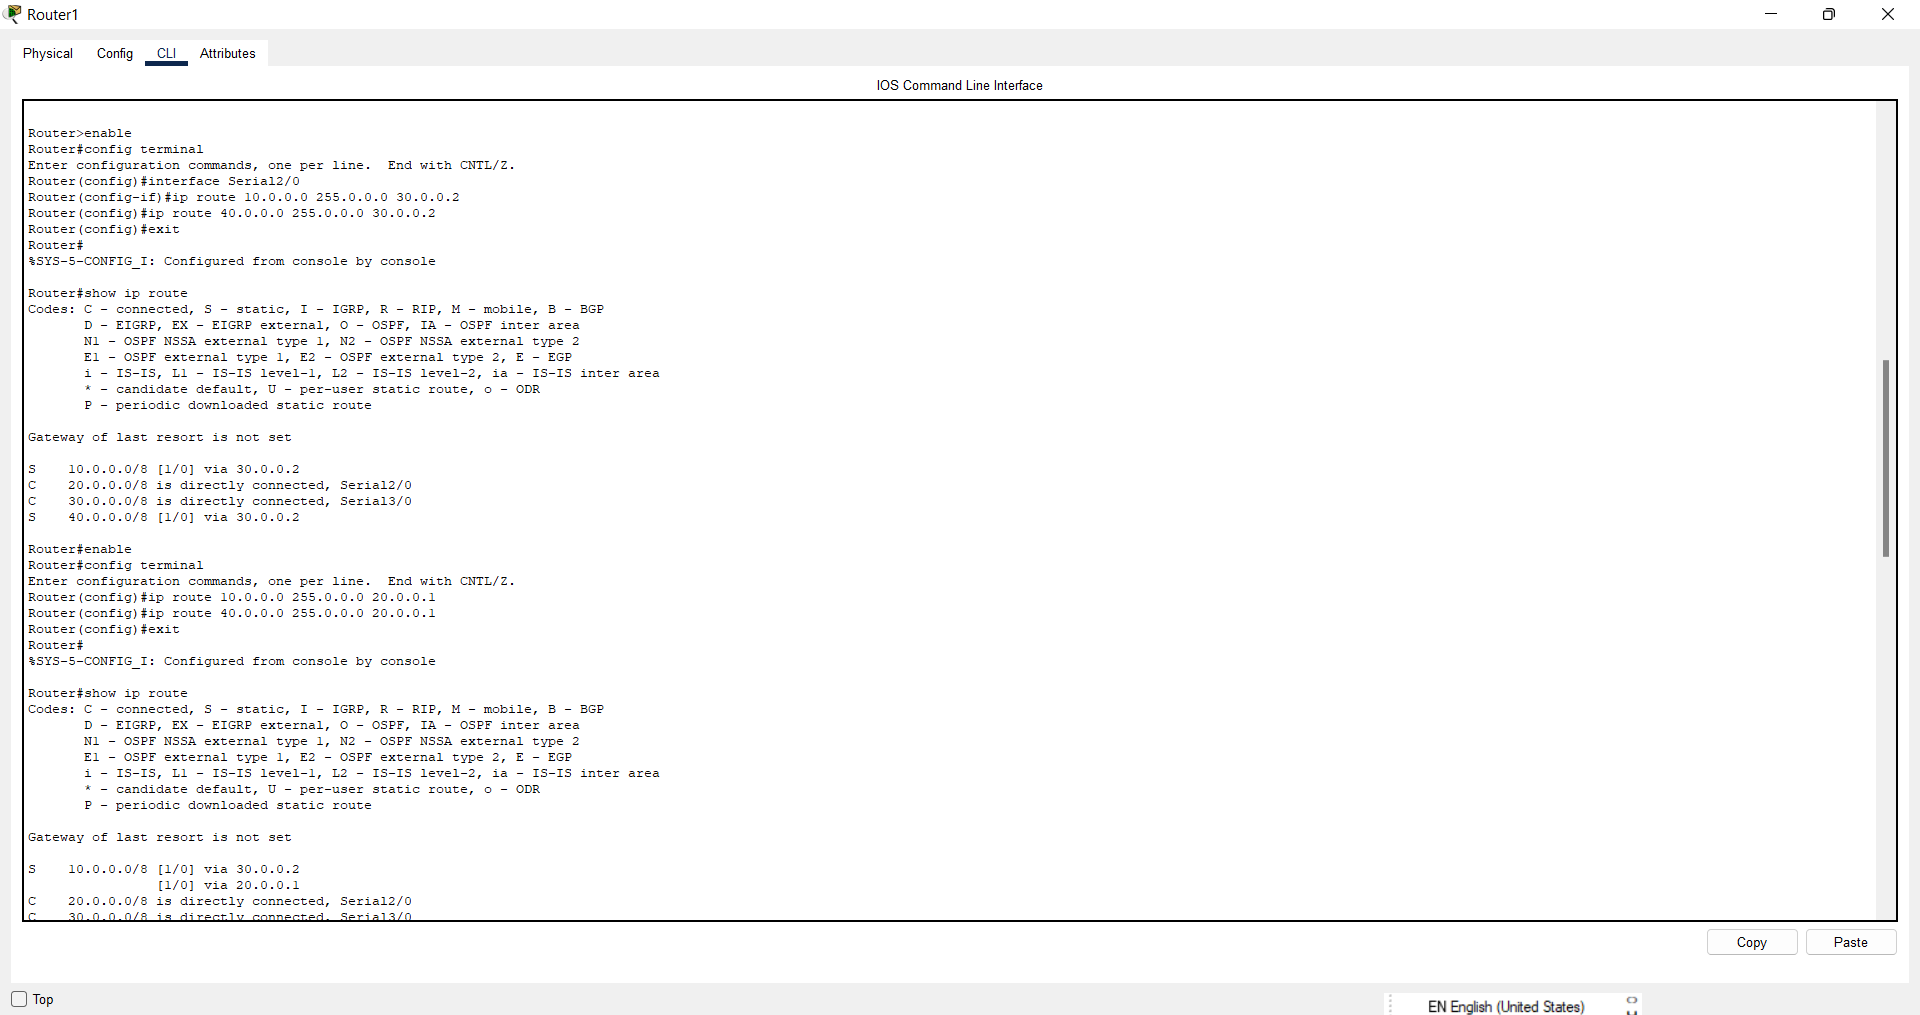 Router1
Physical Config CLI Attributes
IOS Command Line Interface
Router>enable
Router#config terminal
Enter configuration commands, one per line.  End with CNTL/Z.
Router(config)#interface Serial2/0
Router(config-if)#ip route 10.0.0.0 255.0.0.0 30.0.0.2
Router(config)#ip route 40.0.0.0 255.0.0.0 30.0.0.2
Router(config)#exit
Router#
%SYS-5-CONFIG_I: Configured from console by console
Router#show ip route
Codes: C - connected, S - static, I - IGRP, R - RIP, M - mobile, B - BGP
D - EIGRP, EX - EIGRP external, O - OSPF, IA - OSPF inter area
N1 - OSPF NSSA external type 1, N2 - OSPF NSSA external type 2
E1 - OSPF external type 1, E2 - OSPF external type 2, E - EGP
i - IS-IS, L1 - IS-IS level-1, L2 - IS-IS level-2, ia - IS-IS inter area
* - candidate default, U - per-user static route, o - ODR
P - periodic downloaded static route
Gateway of last resort is not set
S    10.0.0.0/8 [1/0] via 30.0.0.2
C    20.0.0.0/8 is directly connected, Serial2/0
C    30.0.0.0/8 is directly connected, Serial3/0
S    40.0.0.0/8 [1/0] via 30.0.0.2
Router#enable
Router#config terminal
Enter configuration commands, one per line.  End with CNTL/Z.
Router(config)#ip route 10.0.0.0 255.0.0.0 20.0.0.1
Router(config)#ip route 40.0.0.0 255.0.0.0 20.0.0.1
Router(config)#exit
Router#
%SYS-5-CONFIG_I: Configured from console by console
Router#show ip route
Codes: C - connected, S - static, I - IGRP, R - RIP, M - mobile, B - BGP
D - EIGRP, EX - EIGRP external, O - OSPF, IA - OSPF inter area
N1 - OSPF NSSA external type 1, N2 - OSPF NSSA external type 2
E1 - OSPF external type 1, E2 - OSPF external type 2, E - EGP
i - IS-IS, L1 - IS-IS level-1, L2 - IS-IS level-2, ia - IS-IS inter area
* - candidate default, U - per-user static route, o - ODR
P - periodic downloaded static route
Gateway of last resort is not set
S    10.0.0.0/8 [1/0] via 30.0.0.2
[1/0] via 20.0.0.1
C    20.0.0.0/8 is directly connected, Serial2/0
C    30.0.0.0/8 is directly connected, Serial3/0
Copy Paste
Top
EN English (United States)